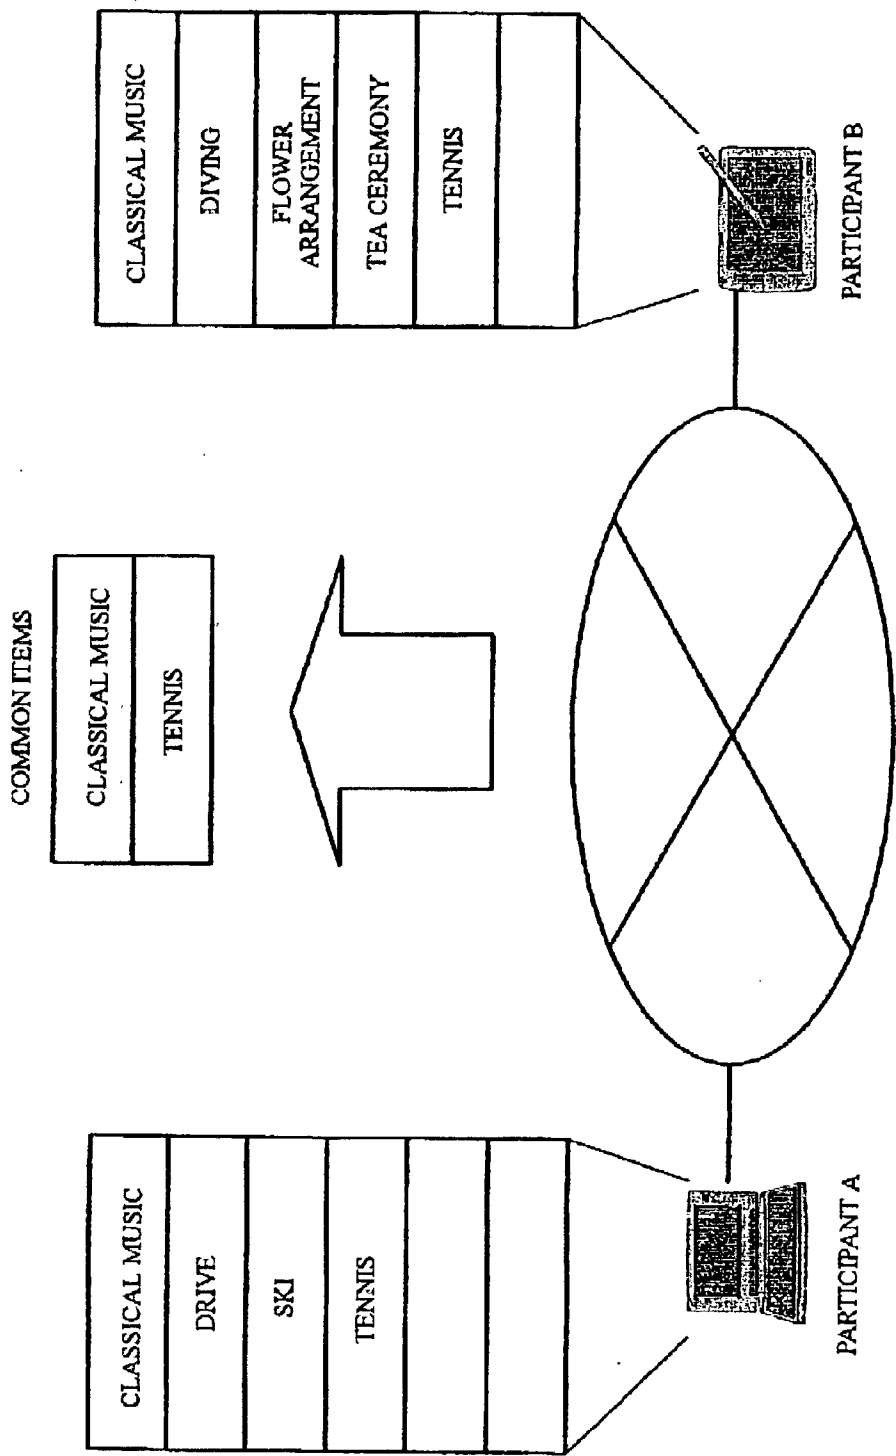 COMMON ITEMS
CLASSICAL MUSIC
TENNIS
CLASSICAL MUSIC
DRIVE
SKI
TENNIS
PARTICIPANT A
CLASSICAL MUSIC
DIVING
FLOWER
ARRANGEMENT
TEA CEREMONY
TENNIS
PARTICIPANT B